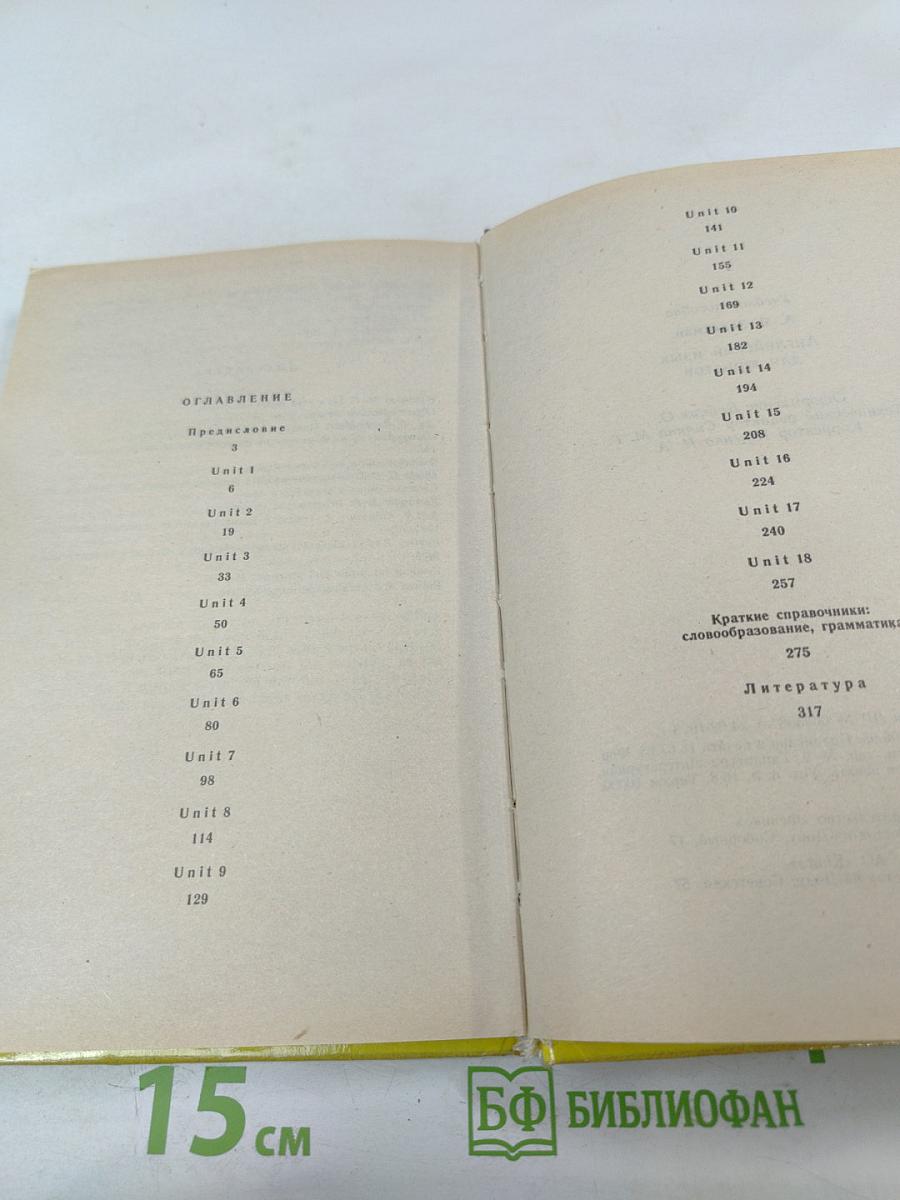 ОГЛАВЛЕНИЕ
Предисловие
3
Unit 1
6
Unit 2
19
Unit 3
33
Unit 4
50
Unit 5
65
Unit 6
80
Unit 7
98
Unit 8
114
Unit 9
129
Unit 10
141
Unit 11
155
Unit 12
169
Unit 13
182
Unit 14
194
Unit 15
208
Unit 16
224
Unit 17
240
Unit 18
257
Краткие справочники:
словообразование, грамматика
275
Литература
317
15 см
БФ БИБЛИОФАН